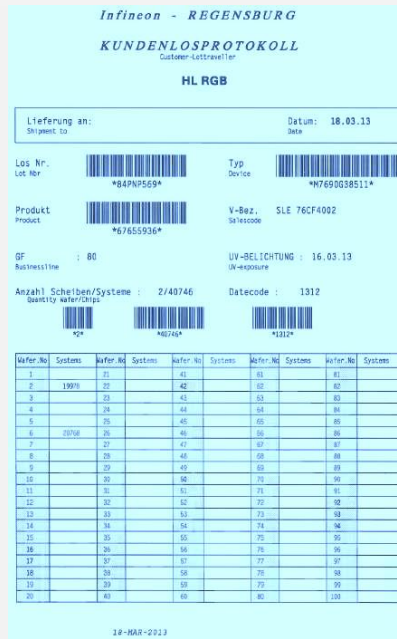 Infineon - REGENSBURG
KUNDENLOSPROTOKOLL
Customer-Lottraveller
HL RGB
Lieferung an: Datum: 18.03.13
Shipment to Date
Los Nr. Typ
Lot Nbr Device
*84PNP569* *M7690G38511*
Produkt V-Bez. SLE 76CF4002
Product Salescode
*67655936*
GF : 80 UV-BELICHTUNG : 16.03.13
Businessline UV-exposure
Anzahl Scheiben/Systeme : 2/40746 Datecode : 1312
Quantity Wafer/Chips
*2* *40746* *1312*
Wafer.No Systems Wafer.No Systems Wafer.No Systems Wafer.No Systems Wafer.No Systems
1 21 41 61 81
2 19978 22 42 62 82
3 23 43 63 83
4 24 44 64 84
5 25 45 65 85
6 20768 26 46 66 86
7 27 47 67 87
8 28 48 68 88
9 29 49 69 89
10 30 50 70 90
11 31 51 71 91
12 32 52 72 92
13 33 53 73 93
14 34 54 74 94
15 35 55 75 95
16 36 56 76 96
17 37 57 77 97
18 38 58 78 98
19 39 59 79 99
20 40 60 80 100
18-MAR-2013